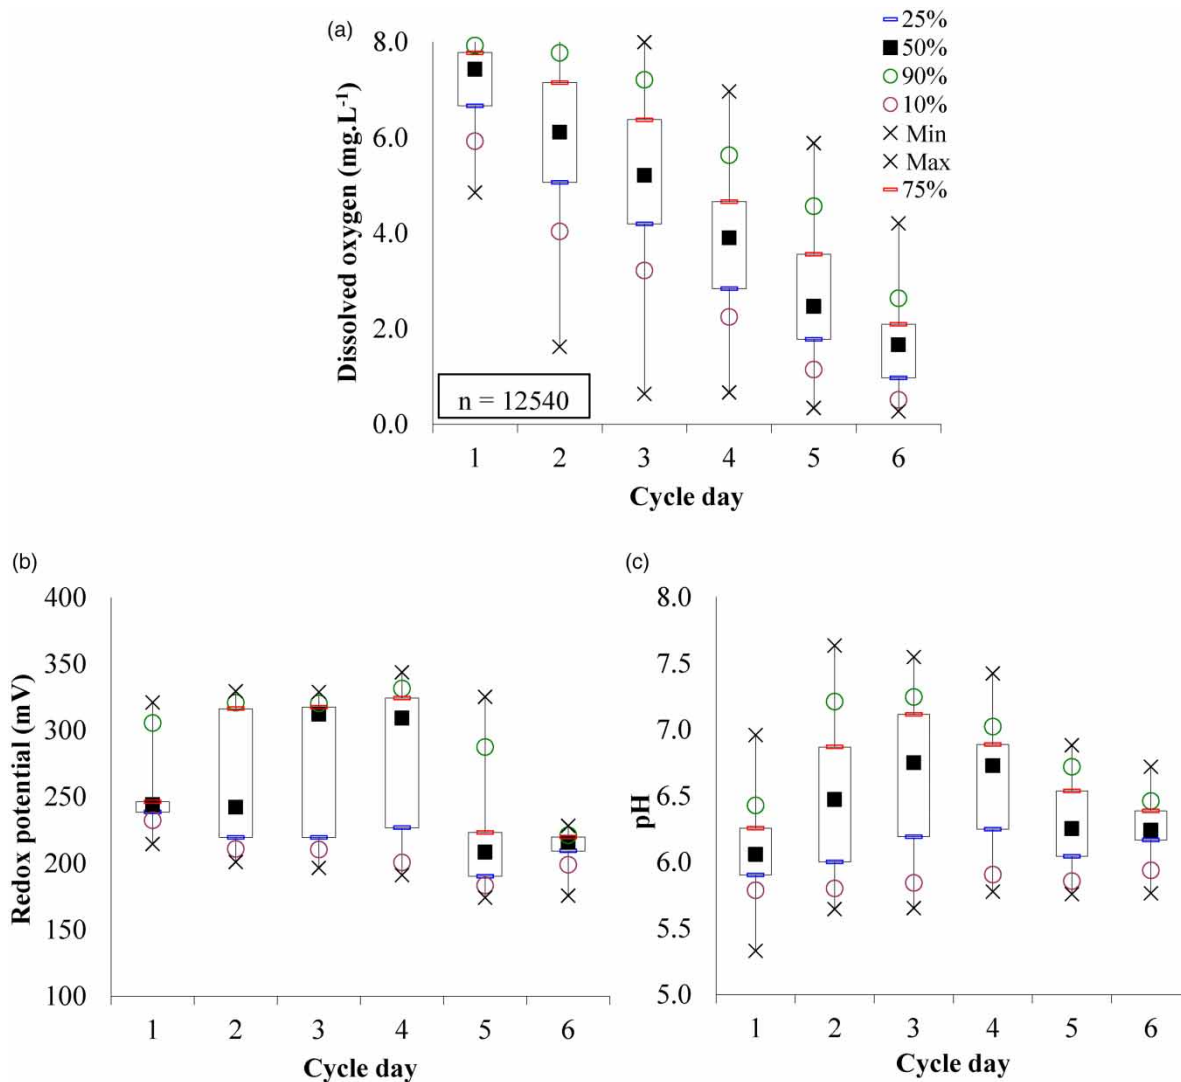 (a)
8.0
6.0
4.0
2.0
0.0
Dissolved oxygen (mg.L⁻¹)
n = 12540
1 2 3 4 5 6
Cycle day
25%
50%
90%
10%
Min
Max
75%
(b)
400
350
300
250
200
150
100
Redox potential (mV)
1 2 3 4 5 6
Cycle day
(c)
8.0
7.5
7.0
6.5
6.0
5.5
5.0
pH
1 2 3 4 5 6
Cycle day